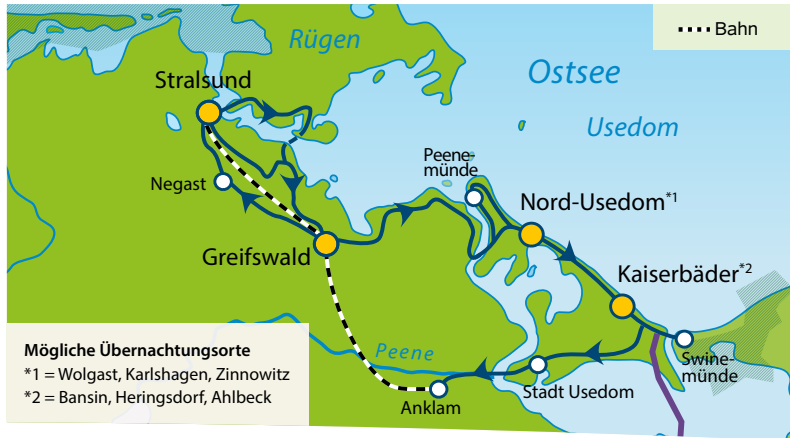 Rügen
Bahn
Ostsee
Stralsund
Usedom
Peene-
münde
Negast
Nord-Usedom*1
Greifswald
Kaiserbäder*2
Mögliche Übernachtungsorte
*1 = Wolgast, Karlshagen, Zinnowitz
*2 = Bansin, Heringsdorf, Ahlbeck
Peene
Swine-
münde
Stadt Usedom
Anklam